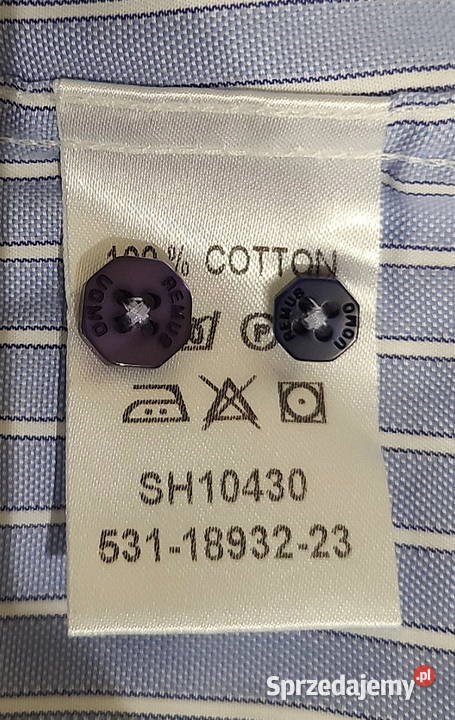 100% COTTON
REMUS UOMO
REMUS UOMO
P
SH10430
531-18932-23
Sprzedajemy.pl